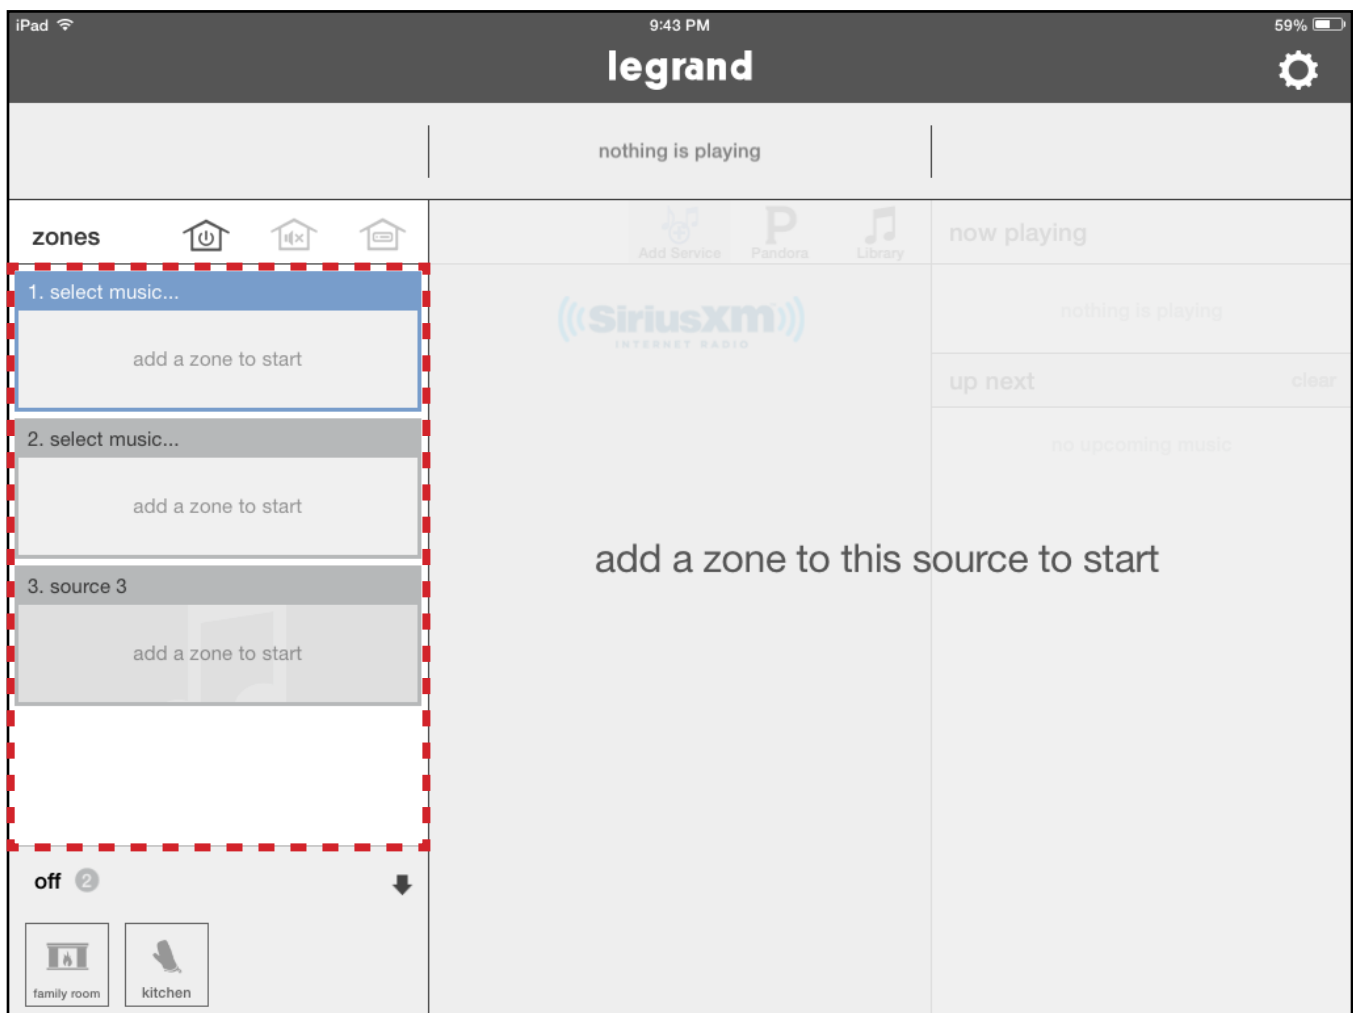 iPad 9:43 PM 59%
legrand
nothing is playing
zones
Add Service Pandora Library
now playing
1. select music...
add a zone to start
((SiriusXM))
INTERNET RADIO
nothing is playing
up next clear
2. select music...
no upcoming music
add a zone to start
add a zone to this source to start
3. source 3
add a zone to start
off 2
family room kitchen